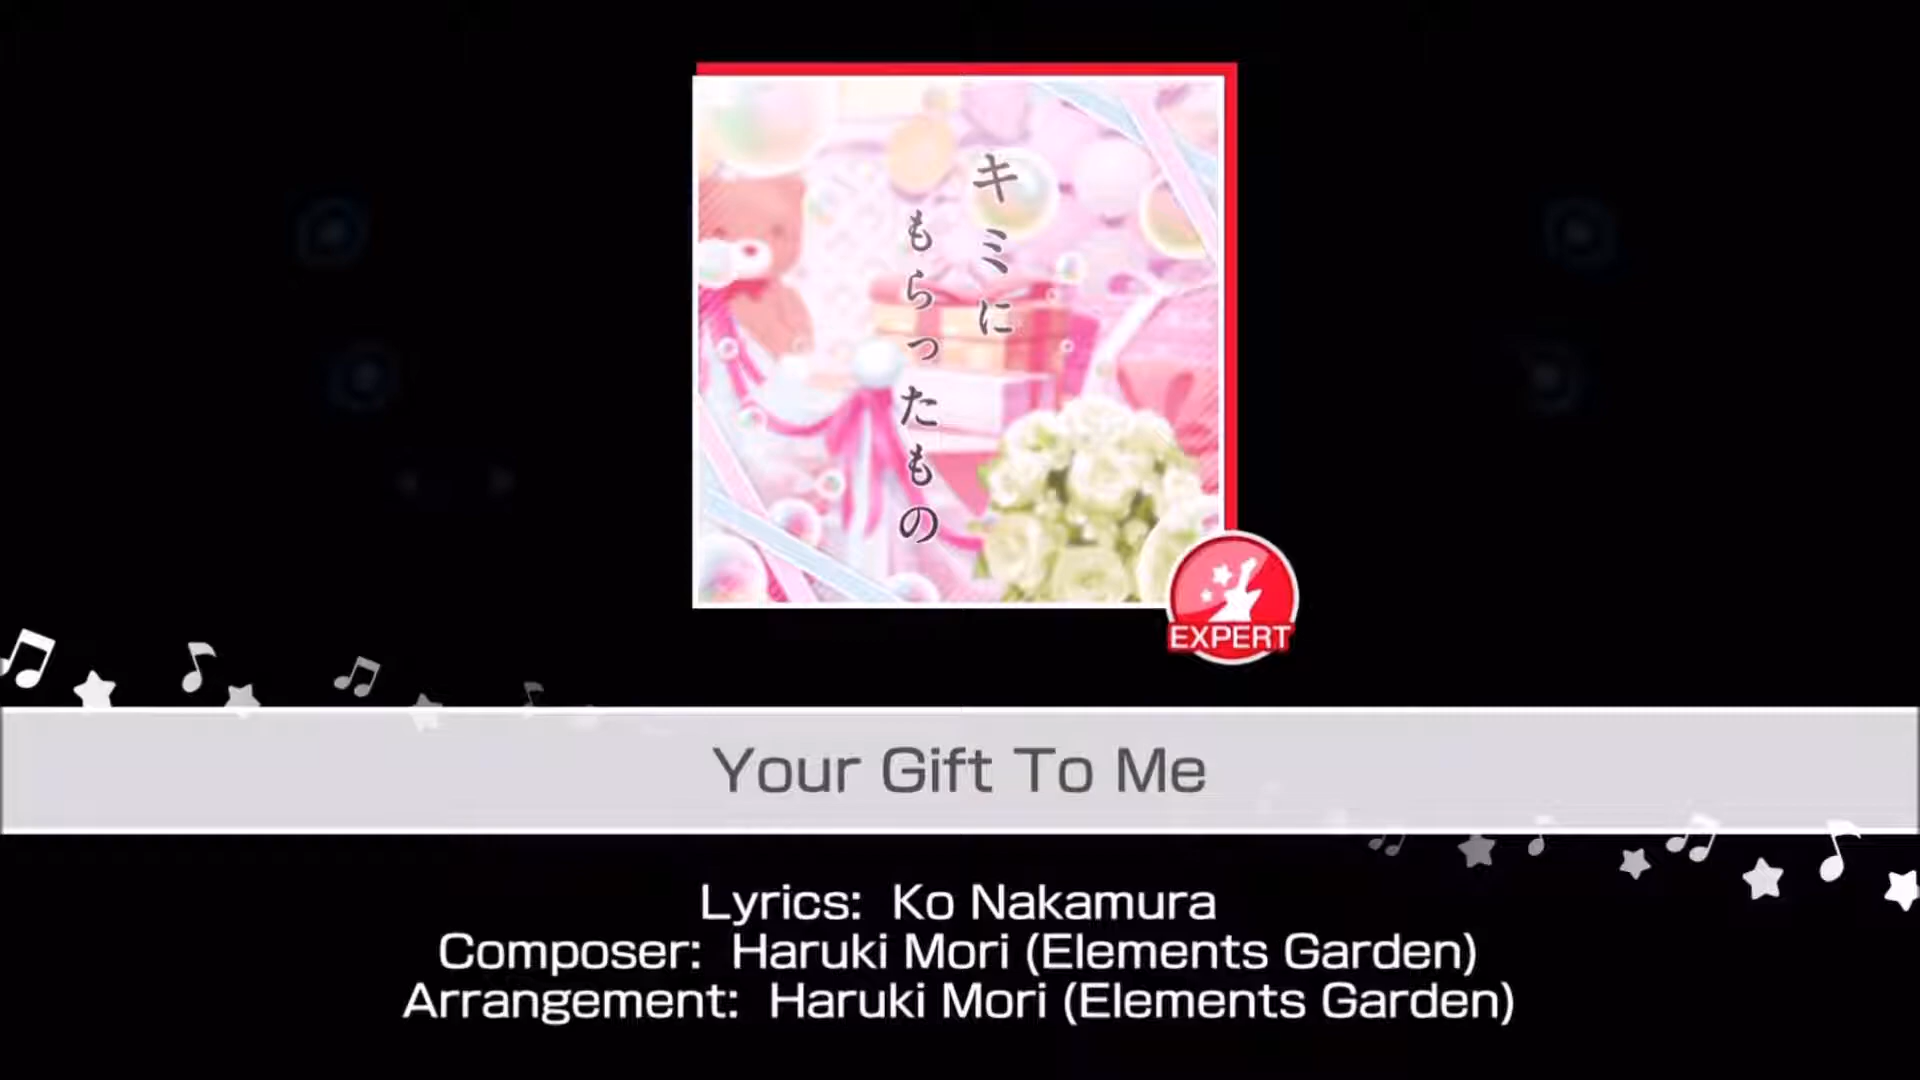 キミに
もらったもの
EXPERT
Your Gift To Me
Lyrics: Ko Nakamura
Composer: Haruki Mori (Elements Garden)
Arrangement: Haruki Mori (Elements Garden)